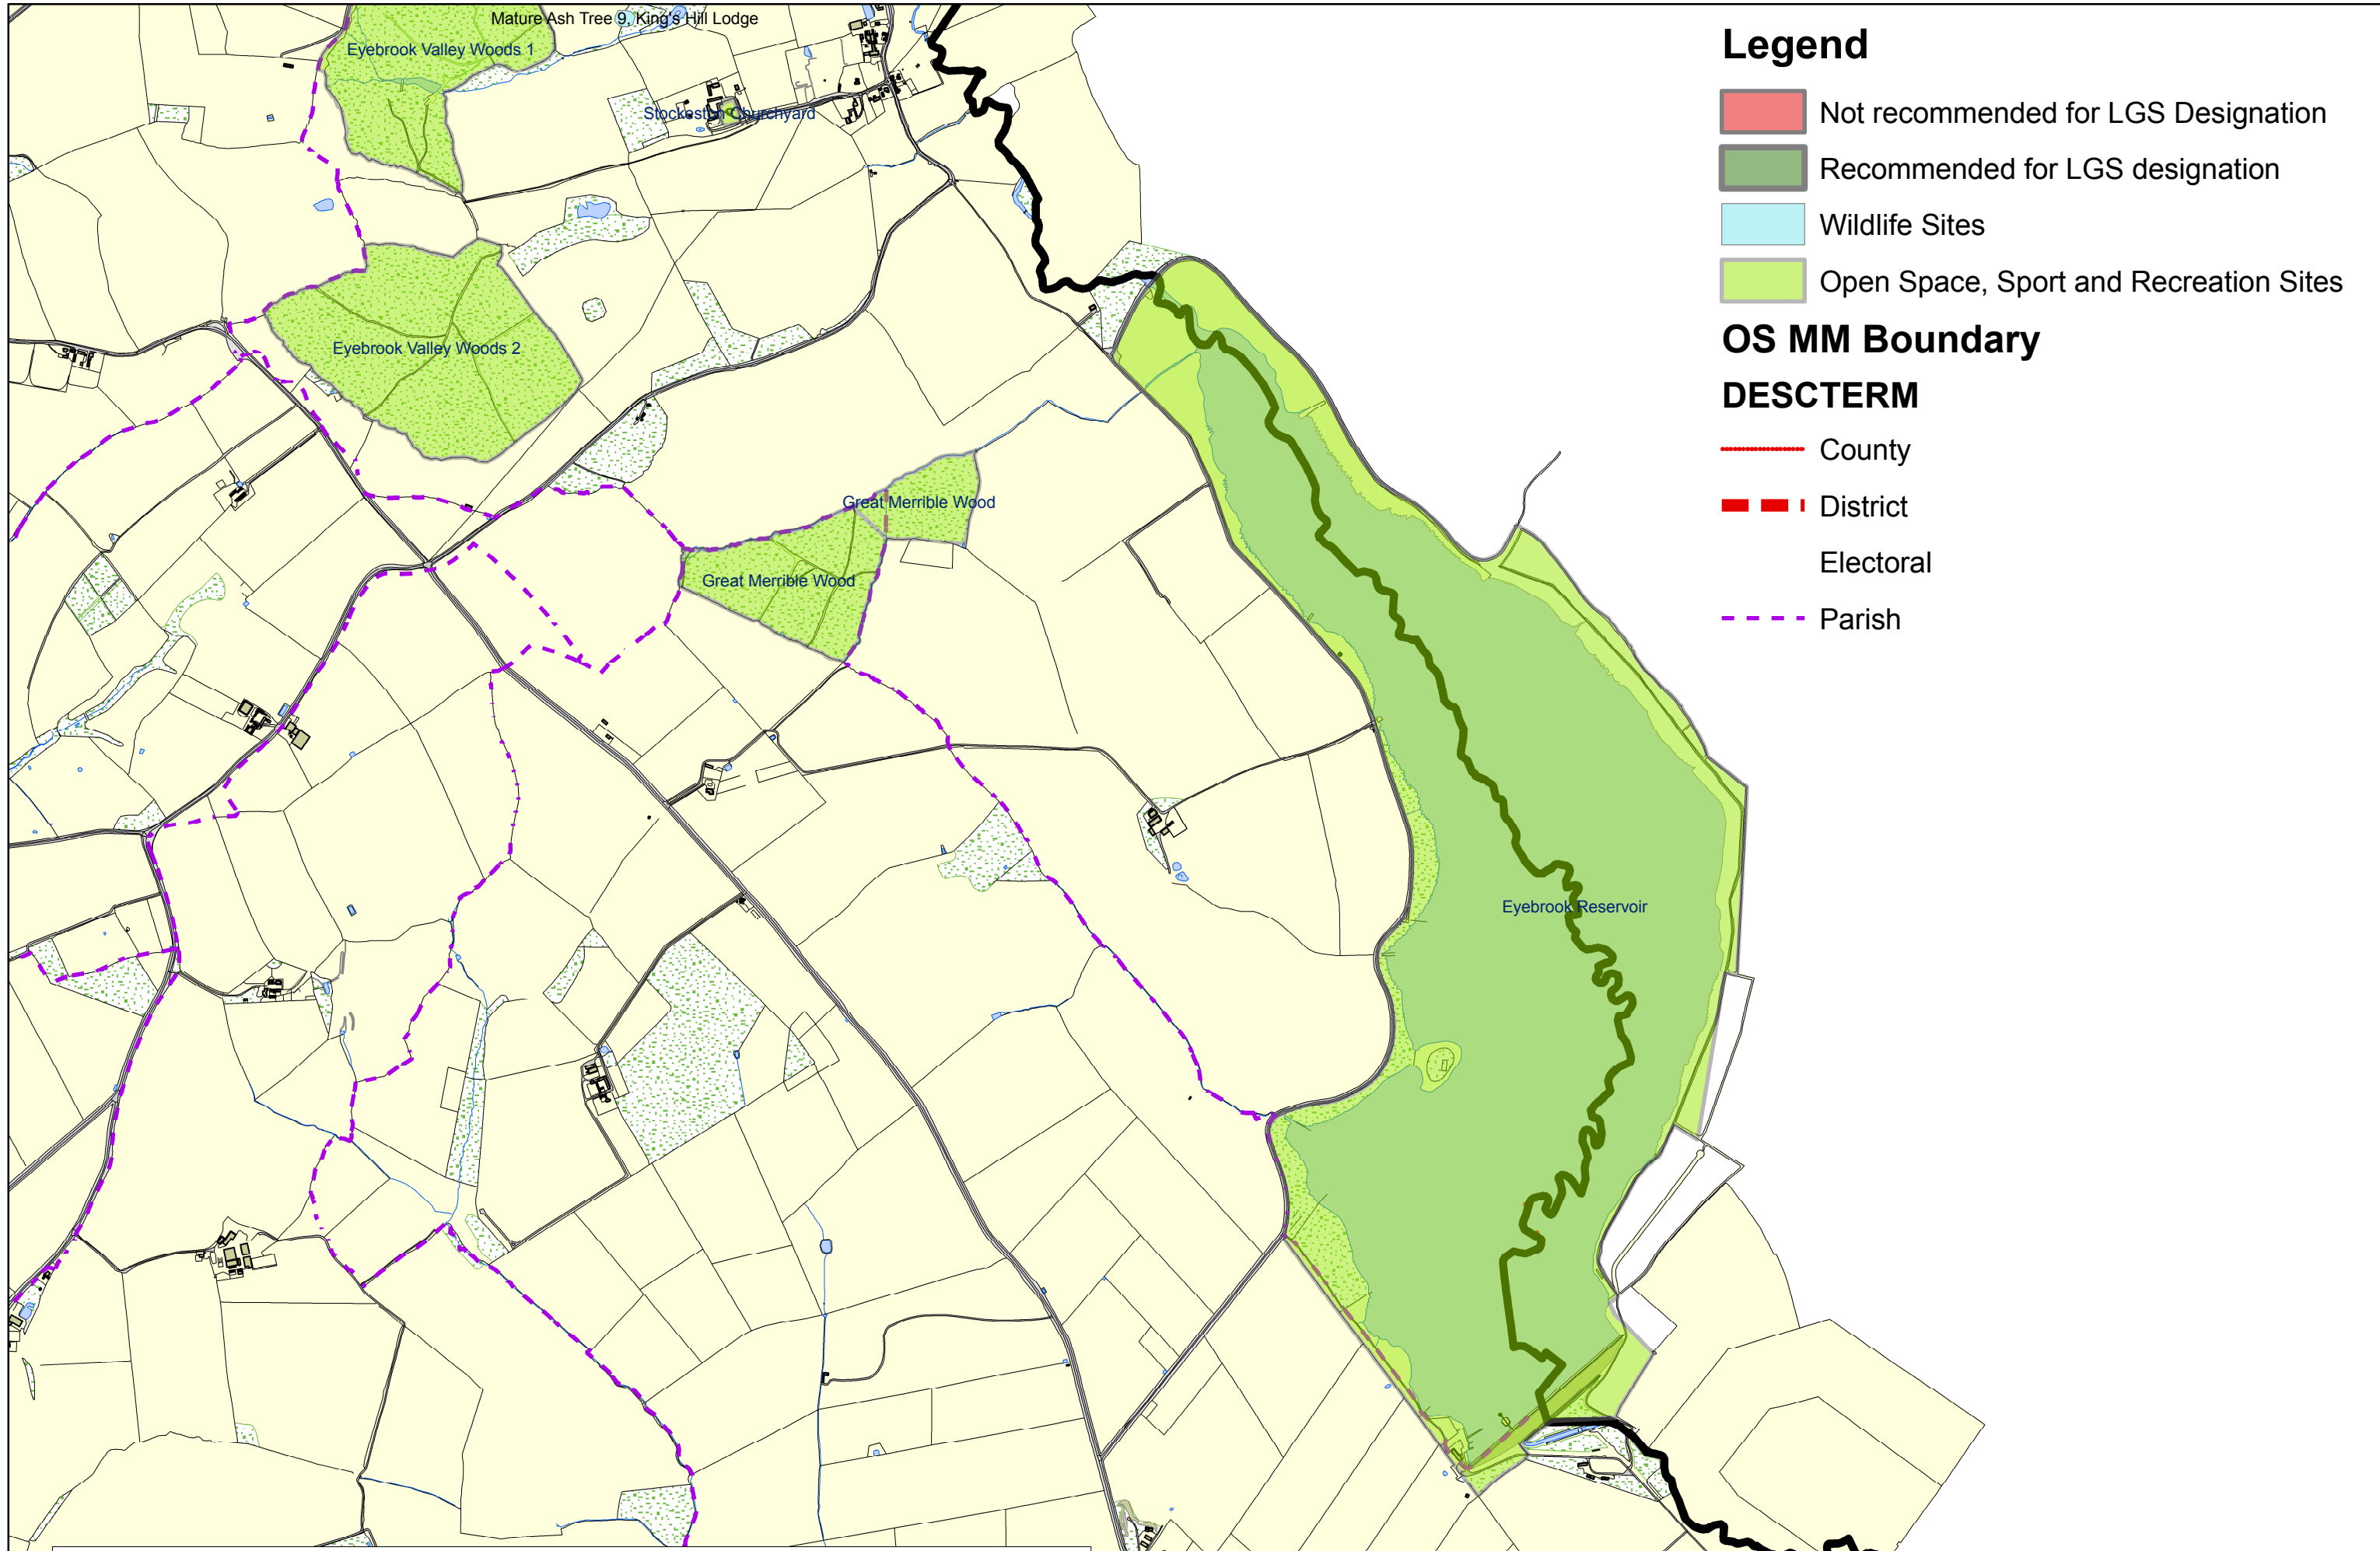 Mature Ash Tree 9, King's Hill Lodge
Eyebrook Valley Woods 1
Stockeston Churchyard
Eyebrook Valley Woods 2
Great Merrible Wood
Great Merrible Wood
Eyebrook Reservoir
Legend
Not recommended for LGS Designation
Recommended for LGS designation
Wildlife Sites
Open Space, Sport and Recreation Sites
OS MM Boundary
DESCTERM
County
District
Electoral
Parish